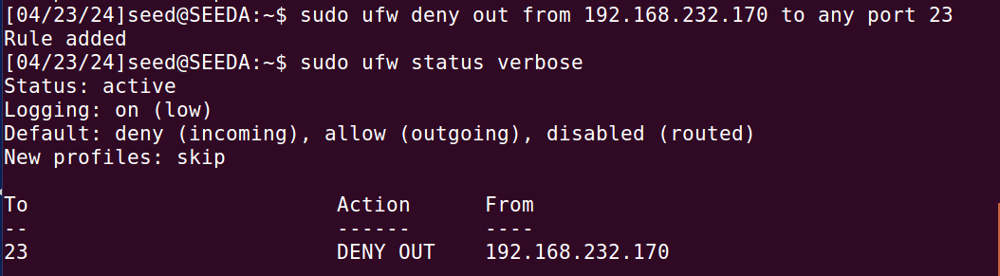 [04/23/24]seed@SEEDA:~$ sudo ufw deny out from 192.168.232.170 to any port 23
Rule added
[04/23/24]seed@SEEDA:~$ sudo ufw status verbose
Status: active
Logging: on (low)
Default: deny (incoming), allow (outgoing), disabled (routed)
New profiles: skip

To                         Action      From
--                         ------      ----
23                         DENY OUT    192.168.232.170